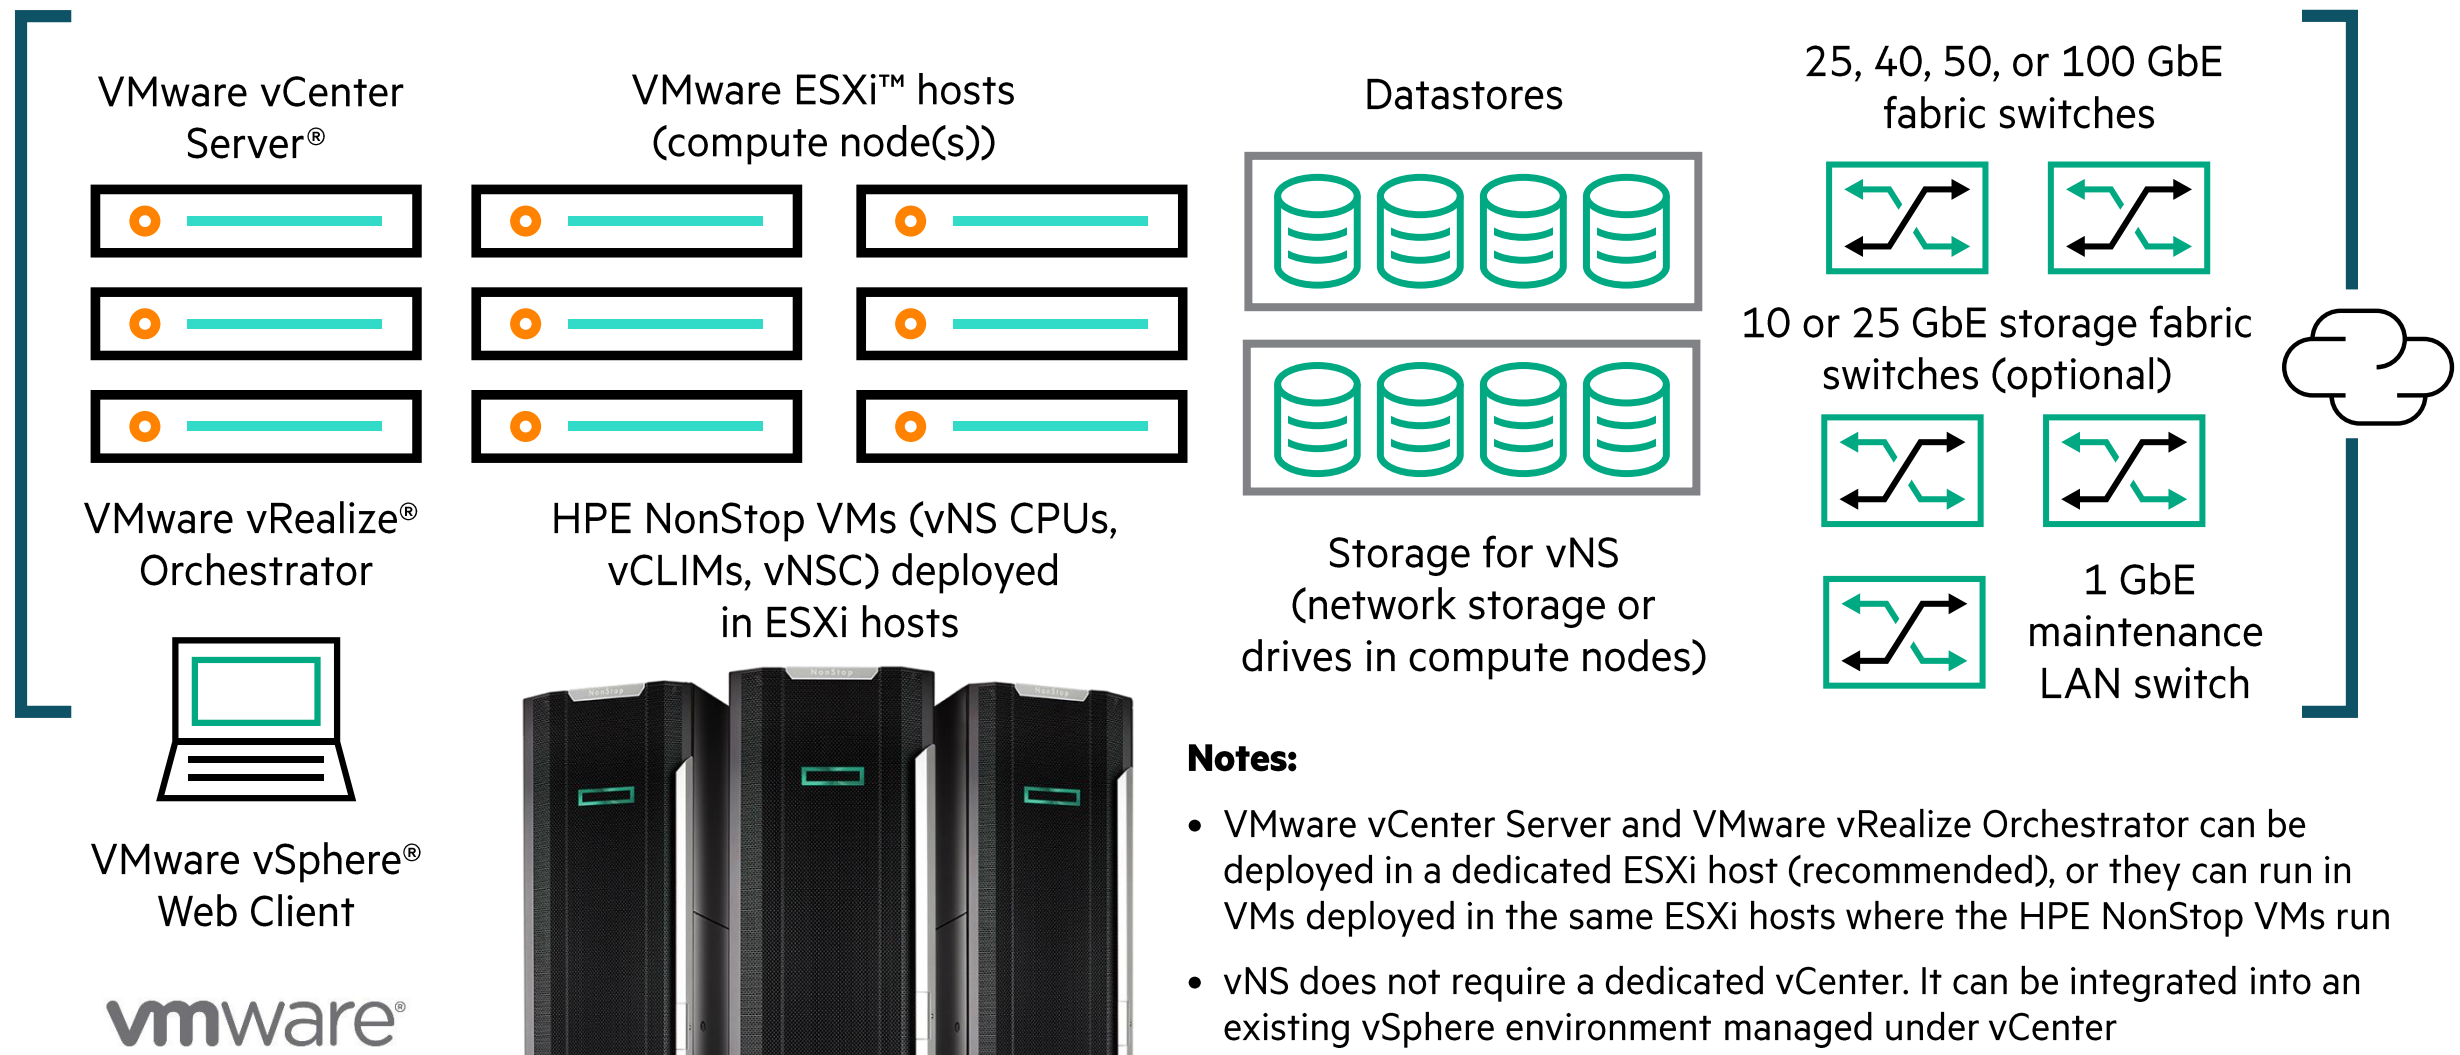 VMware vCenter
Server®
VMware ESXi™ hosts
(compute node(s))
Datastores
25, 40, 50, or 100 GbE
fabric switches
10 or 25 GbE storage fabric
switches (optional)
VMware vRealize®
Orchestrator
HPE NonStop VMs (vNS CPUs,
vCLIMs, vNSC) deployed
in ESXi hosts
Storage for vNS
(network storage or
drives in compute nodes)
1 GbE
maintenance
LAN switch
NonStop
NonStop
NonStop
VMware vSphere®
Web Client
vmware®
Notes:
• VMware vCenter Server and VMware vRealize Orchestrator can be
deployed in a dedicated ESXi host (recommended), or they can run in
VMs deployed in the same ESXi hosts where the HPE NonStop VMs run
• vNS does not require a dedicated vCenter. It can be integrated into an
existing vSphere environment managed under vCenter